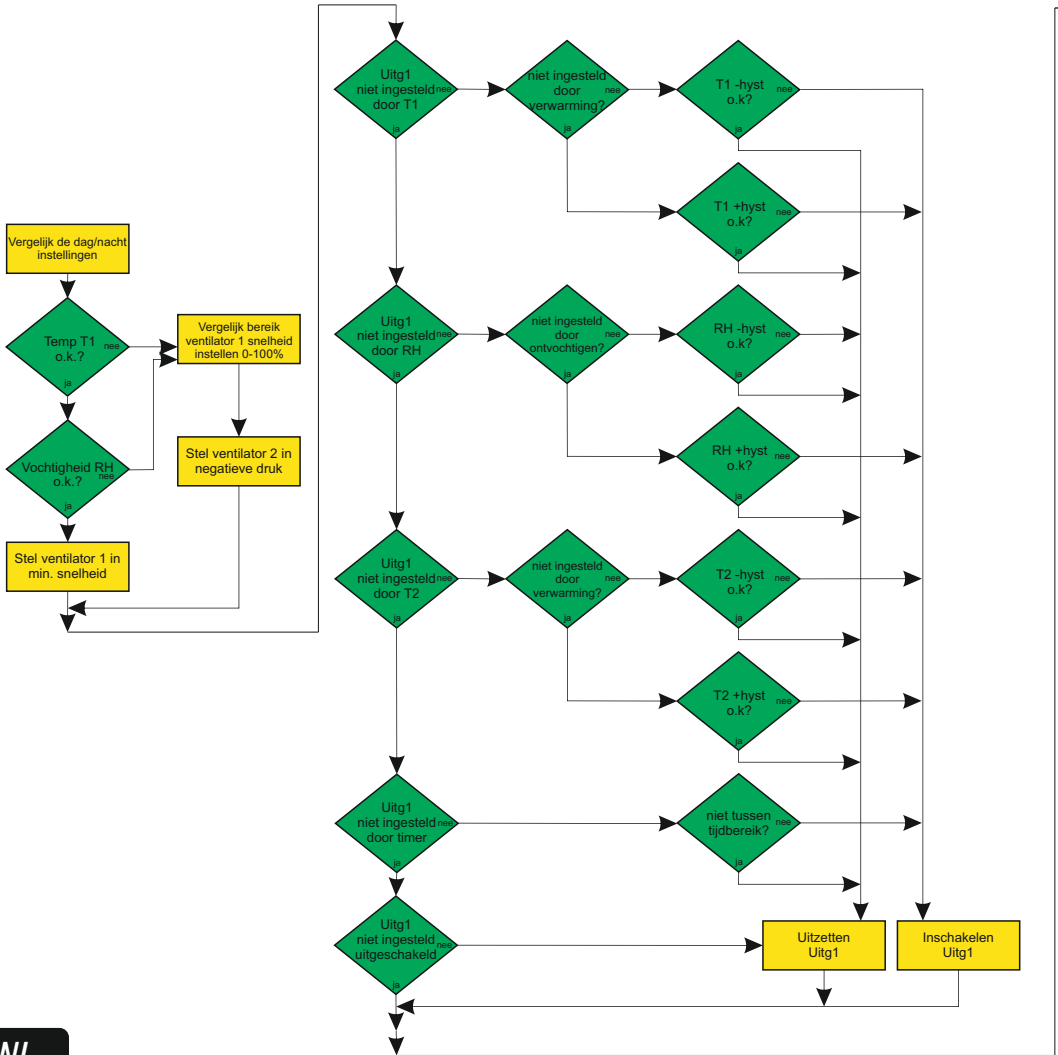 Vergelijk de dag/nacht
instellingen
Temp T1
o.k.?
nee
ja
Vochtigheid RH
o.k.?
nee
ja
Stel ventilator 1 in
min. snelheid
Vergelijk bereik
ventilator 1 snelheid
instellen 0-100%
Stel ventilator 2 in
negatieve druk
Uitg1
niet ingesteld
door T1
nee
ja
niet ingesteld
door
verwarming?
nee
ja
T1 -hyst
o.k?
nee
ja
T1 +hyst
o.k?
nee
ja
Uitg1
niet ingesteld
door RH
nee
ja
niet ingesteld
door
ontvochtigen?
nee
ja
RH -hyst
o.k?
nee
ja
RH +hyst
o.k?
nee
ja
Uitg1
niet ingesteld
door T2
nee
ja
niet ingesteld
door
verwarming?
nee
ja
T2 -hyst
o.k?
nee
ja
T2 +hyst
o.k?
nee
ja
Uitg1
niet ingesteld
door timer
nee
ja
niet tussen
tijdbereik?
nee
ja
Uitg1
niet ingesteld
uitgeschakeld
nee
ja
Uitzetten
Uitg1
Inschakelen
Uitg1
NL